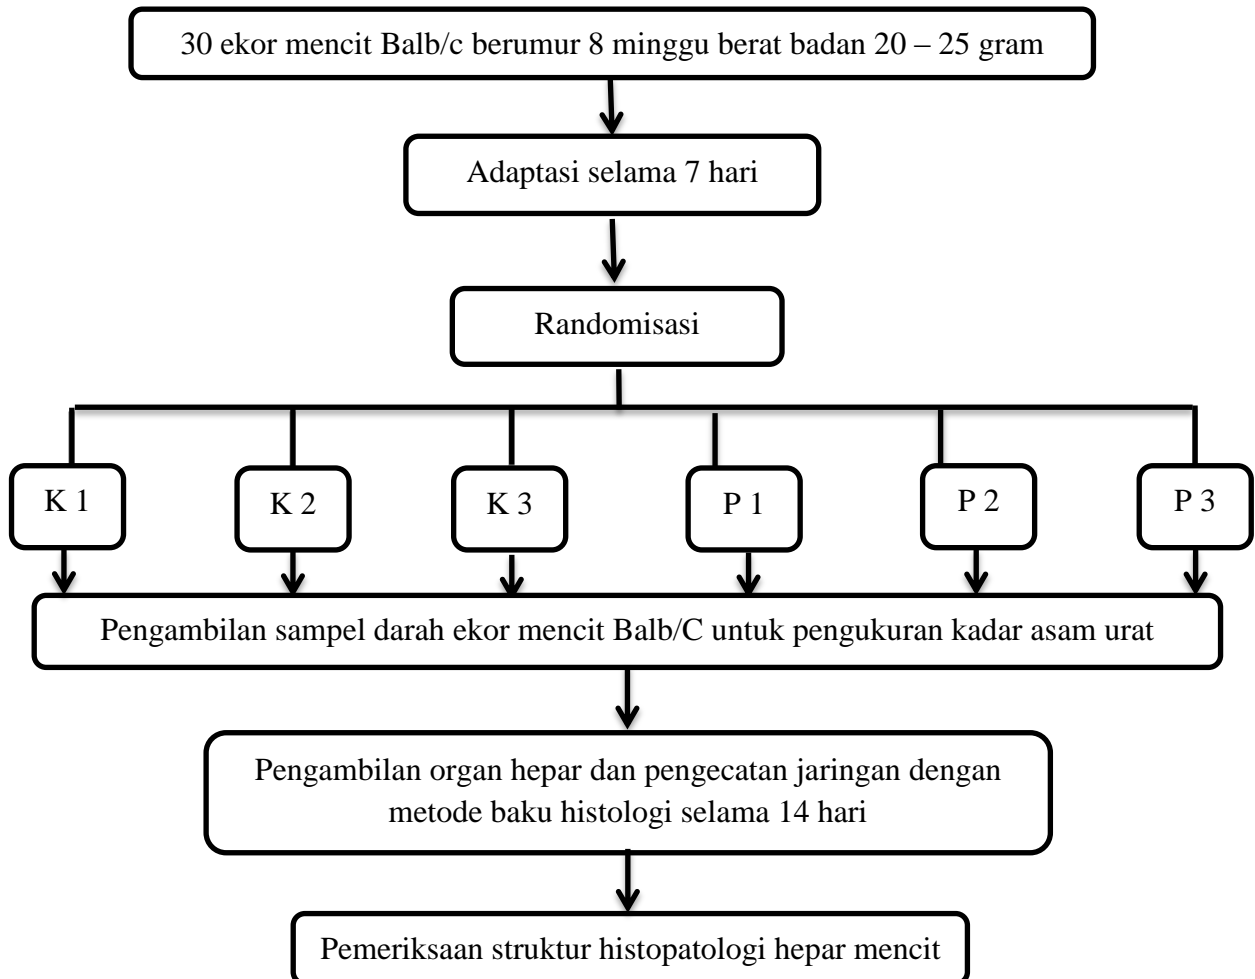 30 ekor mencit Balb/c berumur 8 minggu berat badan 20 – 25 gram
Adaptasi selama 7 hari
Randomisasi
K 1
K 2
K 3
P 1
P 2
P 3
Pengambilan sampel darah ekor mencit Balb/C untuk pengukuran kadar asam urat
Pengambilan organ hepar dan pengecatan jaringan dengan
metode baku histologi selama 14 hari
Pemeriksaan struktur histopatologi hepar mencit